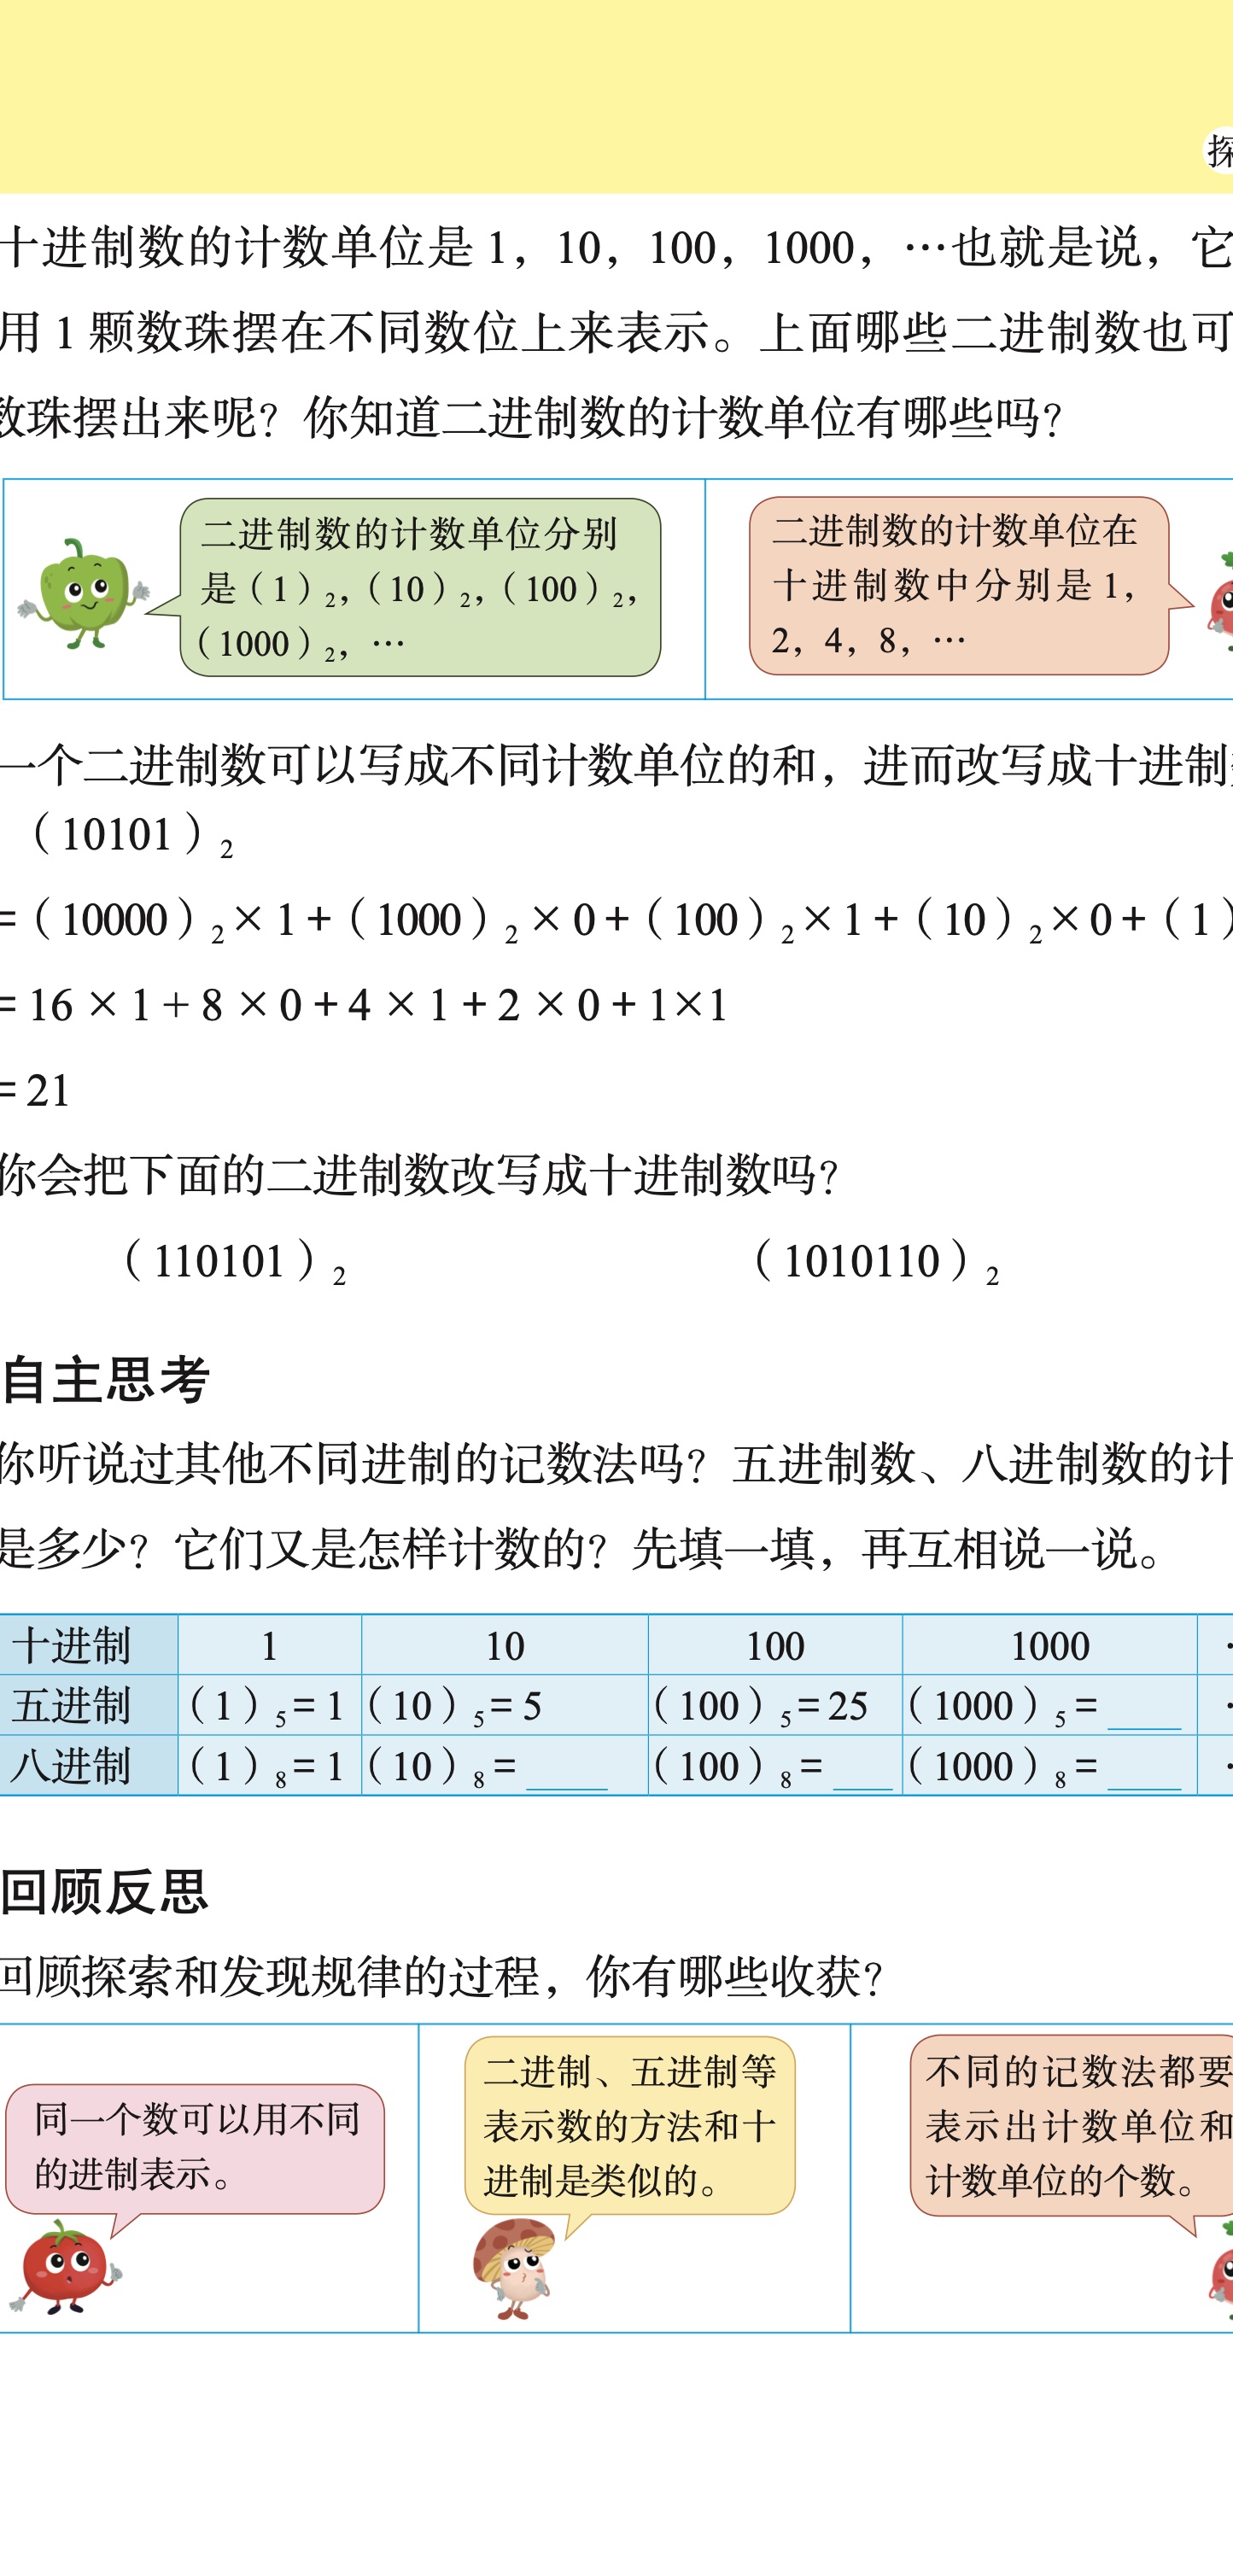 探
十进制数的计数单位是 1，10，100，1000，…也就是说，它
用 1 颗数珠摆在不同数位上来表示。上面哪些二进制数也可
数珠摆出来呢？你知道二进制数的计数单位有哪些吗？
二进制数的计数单位分别
是（1）₂，（10）₂，（100）₂，
（1000）₂，…
二进制数的计数单位在
十进制数中分别是 1，
2，4，8，…
一个二进制数可以写成不同计数单位的和，进而改写成十进制
（10101）₂
=（10000）₂ × 1 +（1000）₂ × 0 +（100）₂ × 1 +（10）₂ × 0 +（1）
= 16 × 1 + 8 × 0 + 4 × 1 + 2 × 0 + 1×1
= 21
你会把下面的二进制数改写成十进制数吗？
（110101）₂ （1010110）₂
自主思考
你听说过其他不同进制的记数法吗？五进制数、八进制数的计
是多少？它们又是怎样计数的？先填一填，再互相说一说。
十进制 1 10 100 1000
五进制 （1）₅ = 1 （10）₅ = 5 （100）₅ = 25 （1000）₅ = ____
八进制 （1）₈ = 1 （10）₈ = ____ （100）₈ = ____ （1000）₈ = ____
回顾反思
回顾探索和发现规律的过程，你有哪些收获？
同一个数可以用不同
的进制表示。
二进制、五进制等
表示数的方法和十
进制是类似的。
不同的记数法都要
表示出计数单位和
计数单位的个数。